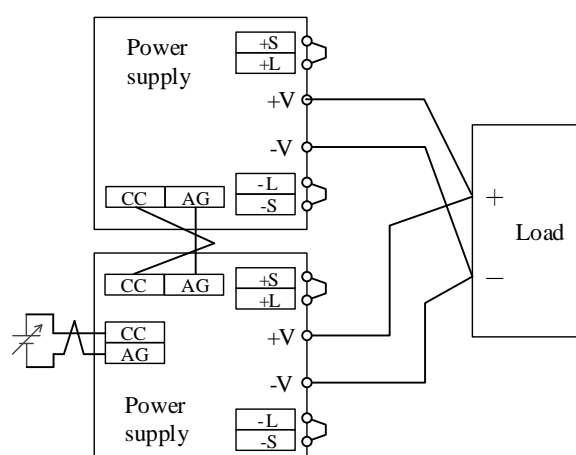 Power
supply
+S
+L
+V
-V
-L
-S
CC AG
CC AG
+S
+L
CC
AG
+V
-V
Power
supply
-L
-S
+
Load
−